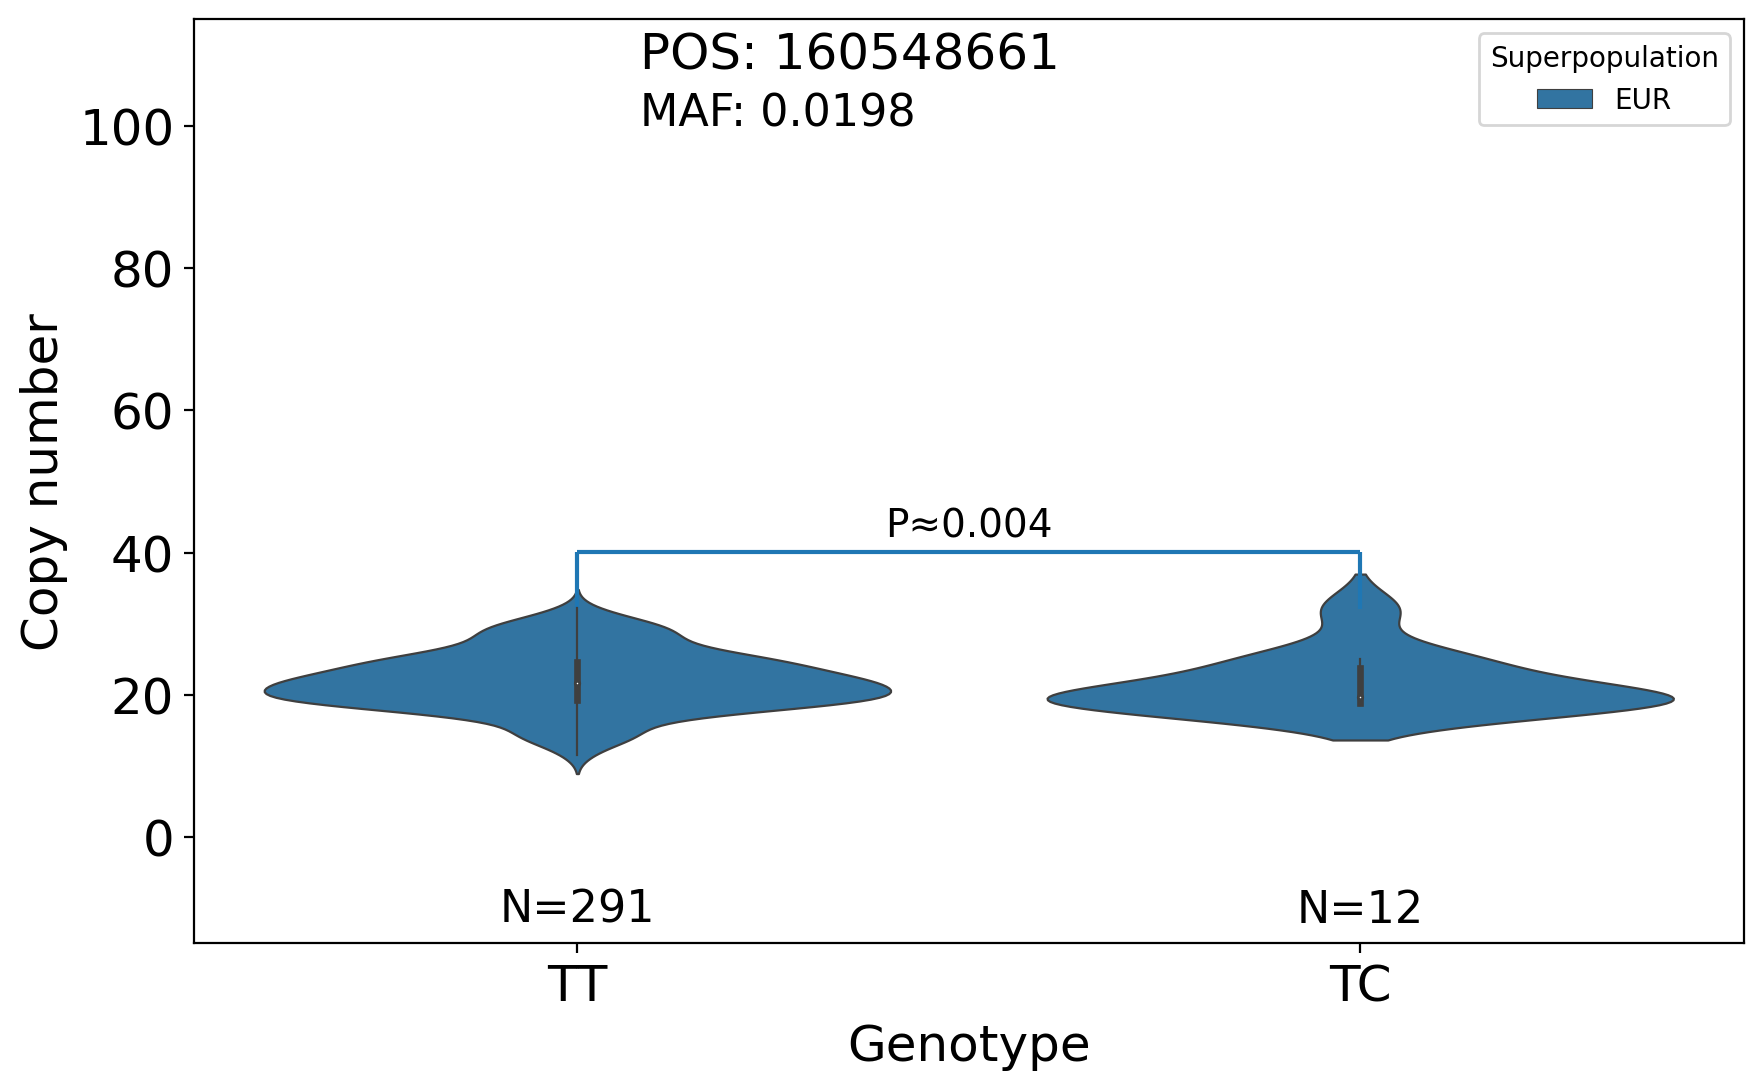 POS: 160548661
MAF: 0.0198
Superpopulation
EUR
Copy number
100
80
60
40
20
0
P≈0.004
N=291
N=12
TT
TC
Genotype